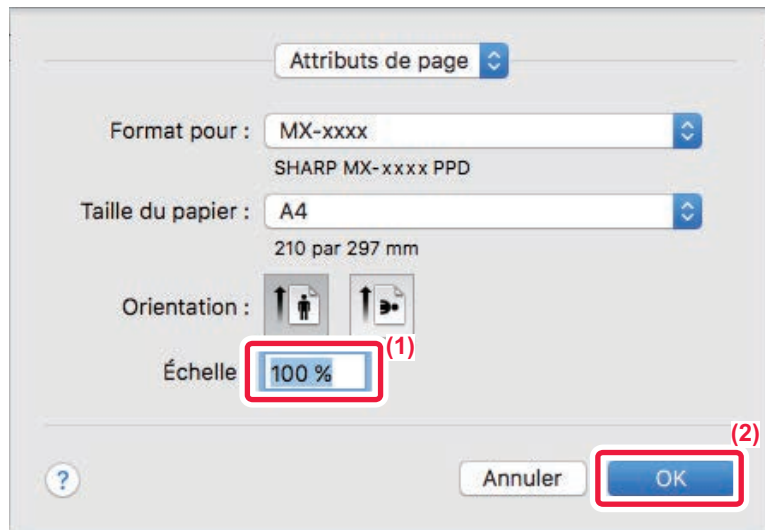 Attributs de page
Format pour : MX-xxxx
SHARP MX-xxxx PPD
Taille du papier : A4
210 par 297 mm
Orientation :
(1)
Échelle 100 %
(2)
? Annuler OK